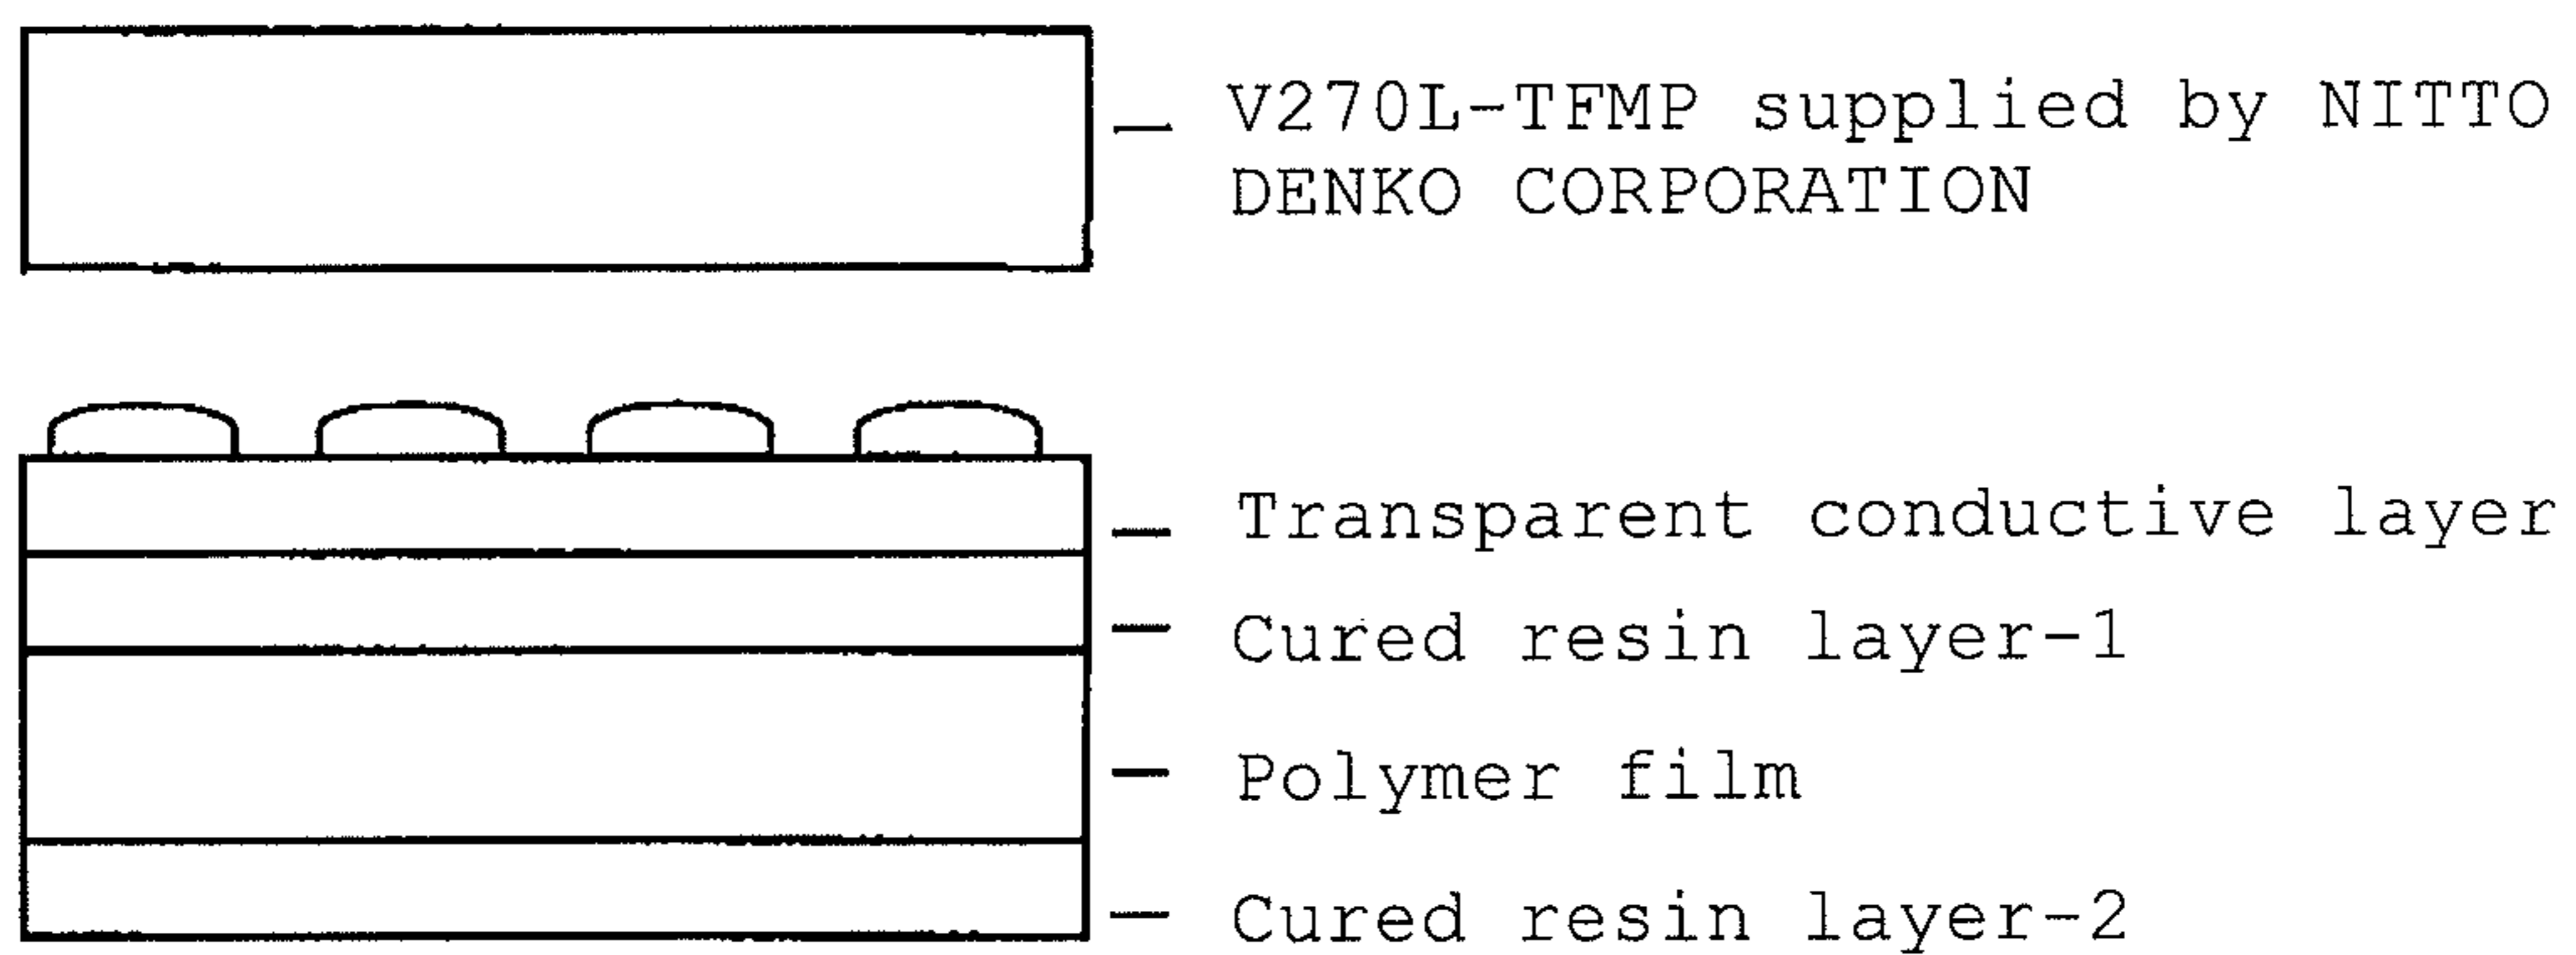 V270L-TFMP supplied by NITTO
DENKO CORPORATION
Transparent conductive layer
Cured resin layer-1
Polymer film
Cured resin layer-2